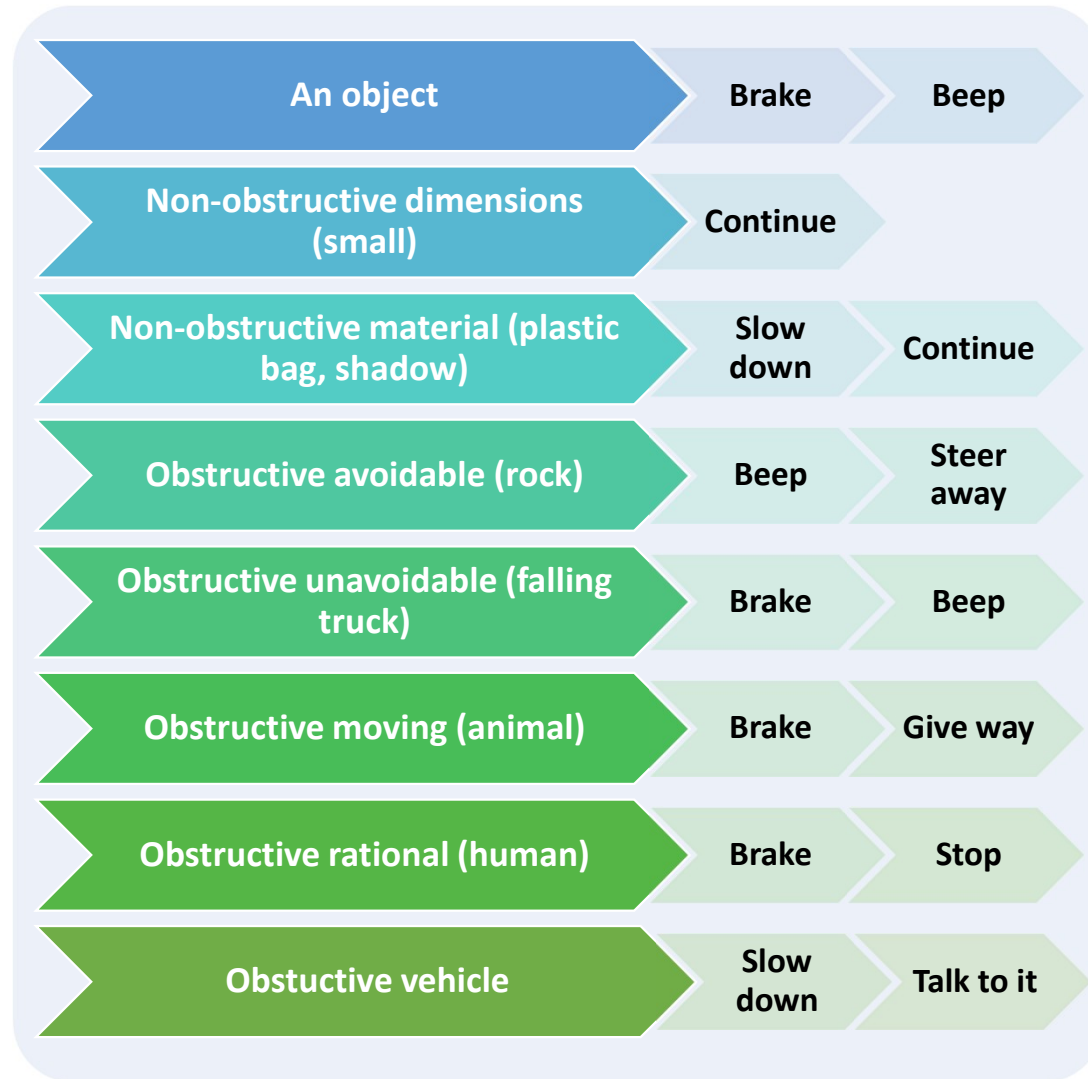 An object
Brake
Beep
Non-obstructive dimensions
(small)
Continue
Non-obstructive material (plastic
bag, shadow)
Slow
down
Continue
Obstructive avoidable (rock)
Beep
Steer
away
Obstructive unavoidable (falling
truck)
Brake
Beep
Obstructive moving (animal)
Brake
Give way
Obstructive rational (human)
Brake
Stop
Obstuctive vehicle
Slow
down
Talk to it